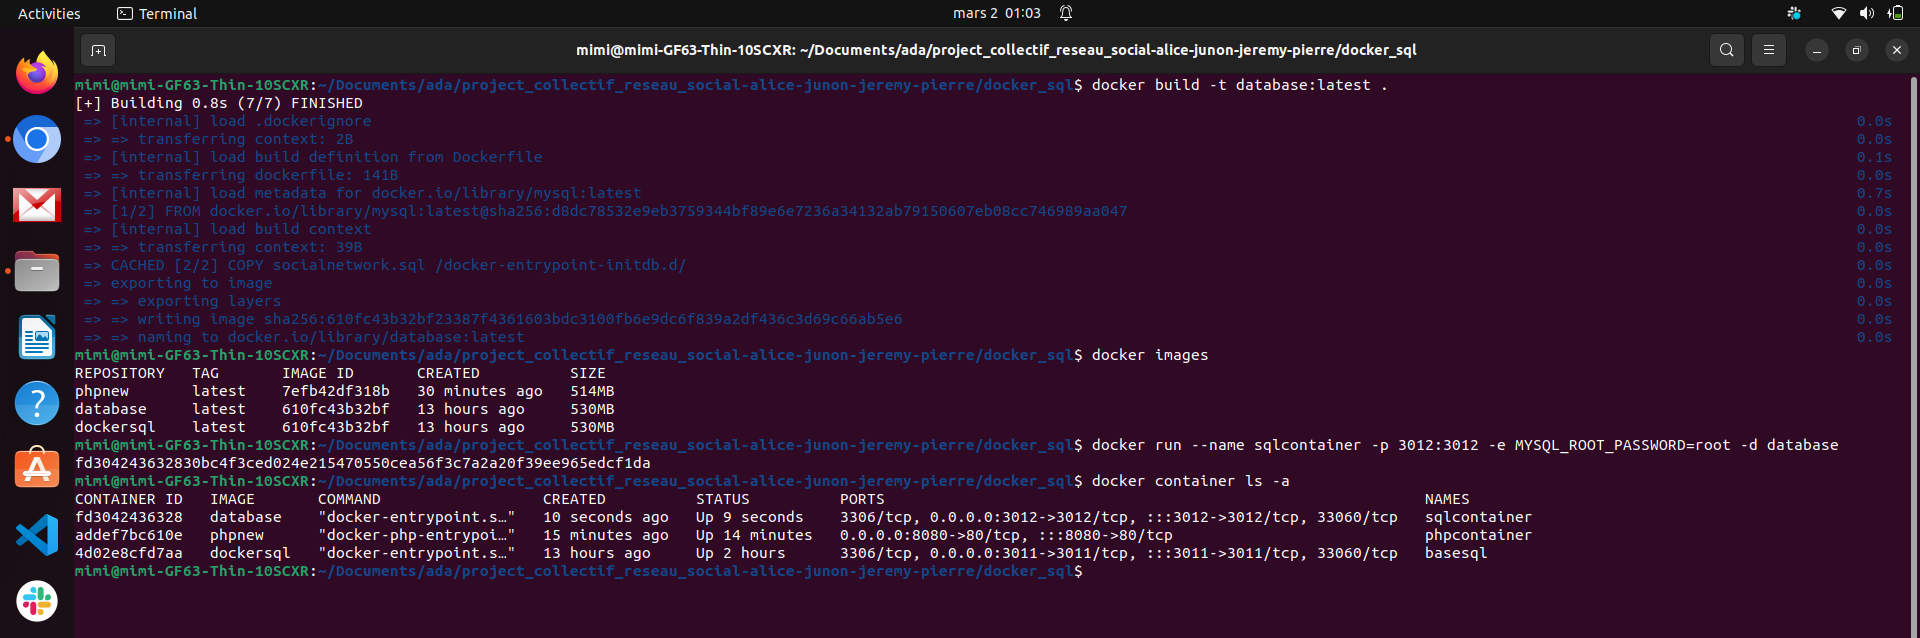 Activities Terminal mars 2 01:03
mimi@mimi-GF63-Thin-10SCXR: ~/Documents/ada/project_collectif_reseau_social-alice-junon-jeremy-pierre/docker_sql
mimi@mimi-GF63-Thin-10SCXR:~/Documents/ada/project_collectif_reseau_social-alice-junon-jeremy-pierre/docker_sql$ docker build -t database:latest .
[+] Building 0.8s (7/7) FINISHED
=> [internal] load .dockerignore 0.0s
=> => transferring context: 2B 0.0s
=> [internal] load build definition from Dockerfile 0.1s
=> => transferring dockerfile: 141B 0.0s
=> [internal] load metadata for docker.io/library/mysql:latest 0.7s
=> [1/2] FROM docker.io/library/mysql:latest@sha256:d8dc78532e9eb3759344bf89e6e7236a34132ab79150607eb08cc746989aa047 0.0s
=> [internal] load build context 0.0s
=> => transferring context: 39B 0.0s
=> CACHED [2/2] COPY socialnetwork.sql /docker-entrypoint-initdb.d/ 0.0s
=> exporting to image 0.0s
=> => exporting layers 0.0s
=> => writing image sha256:610fc43b32bf23387f4361603bdc3100fb6e9dc6f839a2df436c3d69c66ab5e6 0.0s
=> => naming to docker.io/library/database:latest 0.0s
mimi@mimi-GF63-Thin-10SCXR:~/Documents/ada/project_collectif_reseau_social-alice-junon-jeremy-pierre/docker_sql$ docker images
REPOSITORY TAG IMAGE ID CREATED SIZE
phpnew latest 7efb42df318b 30 minutes ago 514MB
database latest 610fc43b32bf 13 hours ago 530MB
dockersql latest 610fc43b32bf 13 hours ago 530MB
mimi@mimi-GF63-Thin-10SCXR:~/Documents/ada/project_collectif_reseau_social-alice-junon-jeremy-pierre/docker_sql$ docker run --name sqlcontainer -p 3012:3012 -e MYSQL_ROOT_PASSWORD=root -d database
fd304243632830bc4f3ced024e215470550cea56f3c7a2a20f39ee965edcf1da
mimi@mimi-GF63-Thin-10SCXR:~/Documents/ada/project_collectif_reseau_social-alice-junon-jeremy-pierre/docker_sql$ docker container ls -a
CONTAINER ID IMAGE COMMAND CREATED STATUS PORTS NAMES
fd3042436328 database "docker-entrypoint.s…" 10 seconds ago Up 9 seconds 3306/tcp, 0.0.0.0:3012->3012/tcp, :::3012->3012/tcp, 33060/tcp sqlcontainer
addef7bc610e phpnew "docker-php-entrypoi…" 15 minutes ago Up 14 minutes 0.0.0.0:8080->80/tcp, :::8080->80/tcp phpcontainer
4d02e8cfd7aa dockersql "docker-entrypoint.s…" 13 hours ago Up 2 hours 3306/tcp, 0.0.0.0:3011->3011/tcp, :::3011->3011/tcp, 33060/tcp basesql
mimi@mimi-GF63-Thin-10SCXR:~/Documents/ada/project_collectif_reseau_social-alice-junon-jeremy-pierre/docker_sql$